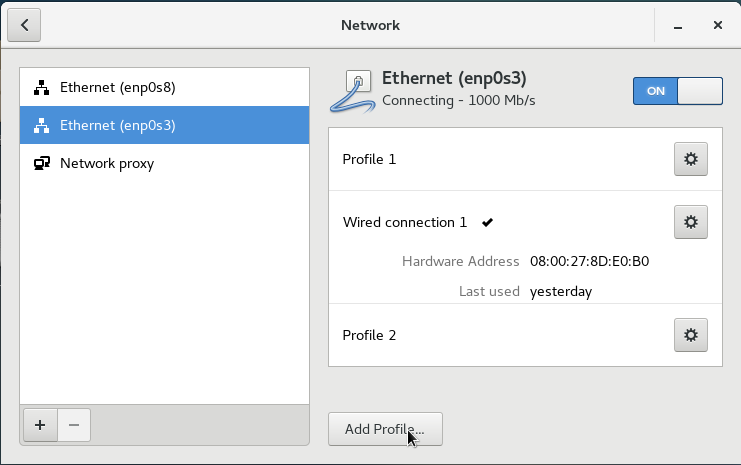 Network
Ethernet (enp0s8)
Ethernet (enp0s3)
Network proxy
Ethernet (enp0s3)
Connecting - 1000 Mb/s
ON
Profile 1
Wired connection 1
Hardware Address 08:00:27:8D:E0:B0
Last used yesterday
Profile 2
Add Profile...